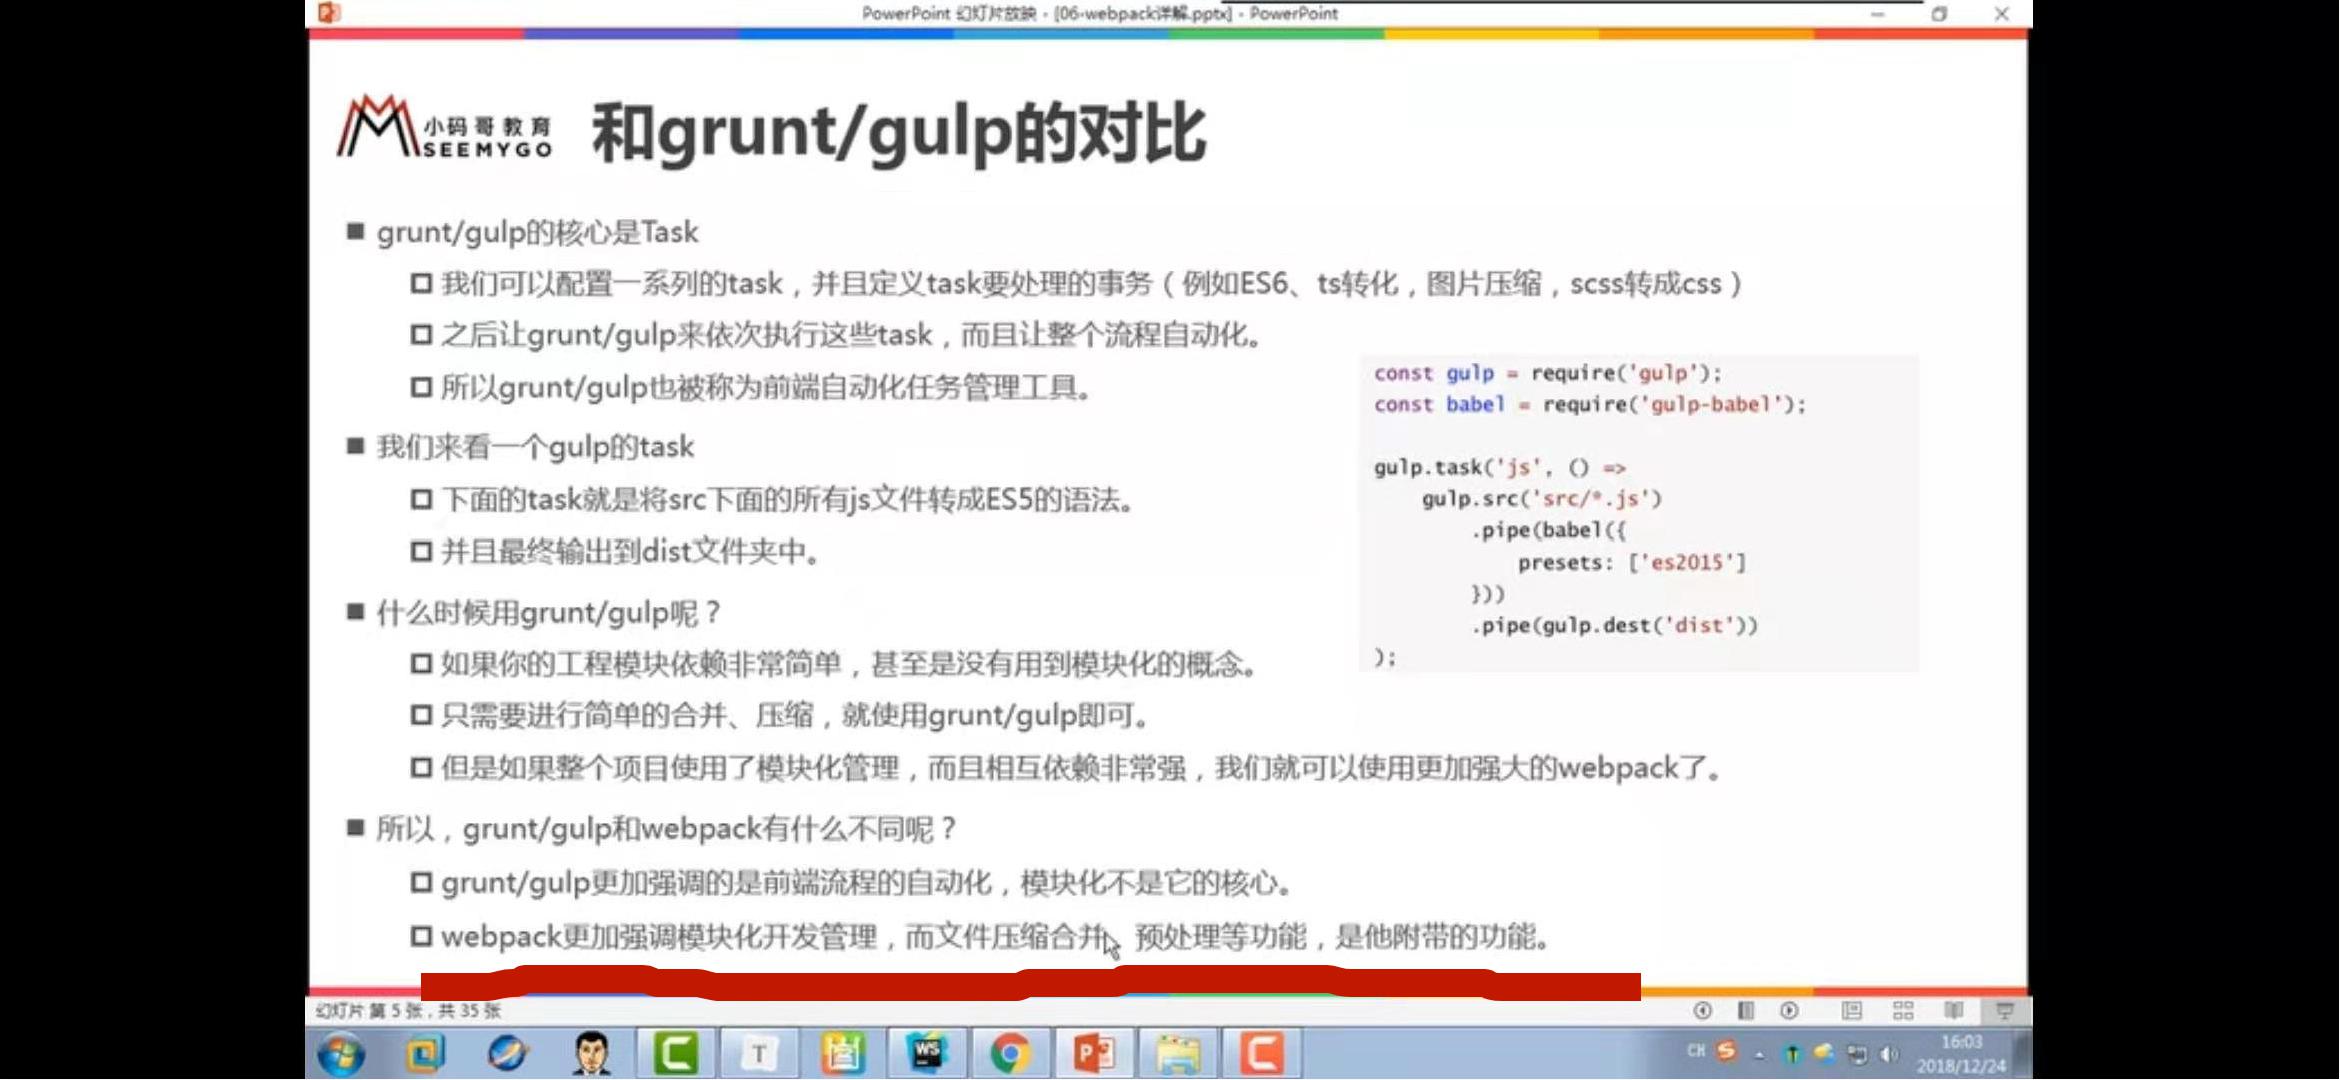 PowerPoint 幻灯片放映 - [06-webpack详解.pptx] - PowerPoint
小码哥教育
SEEMYGO
和grunt/gulp的对比
grunt/gulp的核心是Task
我们可以配置一系列的task，并且定义task要处理的事务（例如ES6、ts转化，图片压缩，scss转成css）
之后让grunt/gulp来依次执行这些task，而且让整个流程自动化。
所以grunt/gulp也被称为前端自动化任务管理工具。
我们来看一个gulp的task
下面的task就是将src下面的所有js文件转成ES5的语法。
并且最终输出到dist文件夹中。
什么时候用grunt/gulp呢？
如果你的工程模块依赖非常简单，甚至是没有用到模块化的概念。
只需要进行简单的合并、压缩，就使用grunt/gulp即可。
但是如果整个项目使用了模块化管理，而且相互依赖非常强，我们就可以使用更加强大的webpack了。
所以，grunt/gulp和webpack有什么不同呢？
grunt/gulp更加强调的是前端流程的自动化，模块化不是它的核心。
webpack更加强调模块化开发管理，而文件压缩合并、预处理等功能，是他附带的功能。
const gulp = require('gulp');
const babel = require('gulp-babel');
gulp.task('js', () =>
gulp.src('src/*.js')
.pipe(babel({
presets: ['es2015']
}))
.pipe(gulp.dest('dist'))
);
幻灯片 第 5 张，共 35 张
T
WS
CH
16:03
2018/12/24